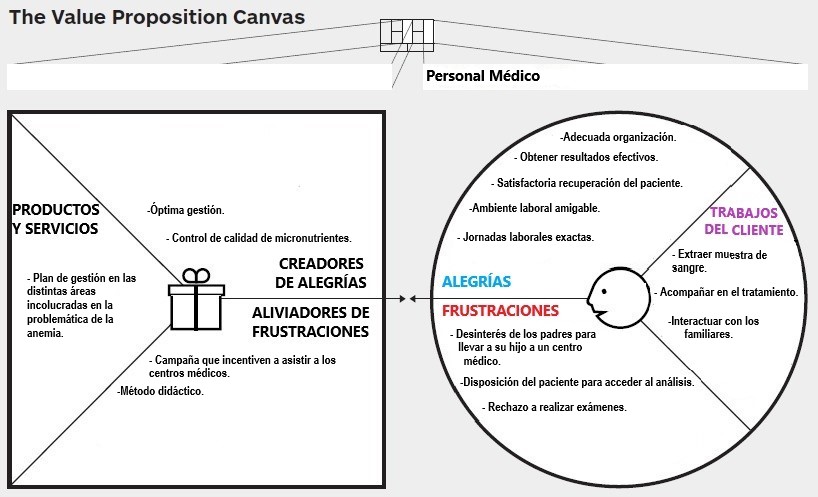 The Value Proposition Canvas
Personal Médico
PRODUCTOS
Y SERVICIOS
- Plan de gestión en las
distintas áreas
incolucradas en la
problemática de la
anemia.
-Óptima gestión.
- Control de calidad de micronutrientes.
CREADORES
DE ALEGRÍAS
ALIVIADORES DE
FRUSTRACIONES
- Campaña que incentiven a asistir a los
centros médicos.
-Método didáctico.
-Adecuada organización.
- Obtener resultados efectivos.
- Satisfactoria recuperación del paciente.
-Ambiente laboral amigable.
- Jornadas laborales exactas.
ALEGRÍAS
FRUSTRACIONES
- Desinterés de los padres para
llevar a su hijo a un centro
médico.
-Disposición del paciente para acceder al análisis.
- Rechazo a realizar exámenes.
TRABAJOS
DEL CLIENTE
- Extraer muestra de
sangre.
- Acompañar en el tratamiento.
-Interactuar con los
familiares.